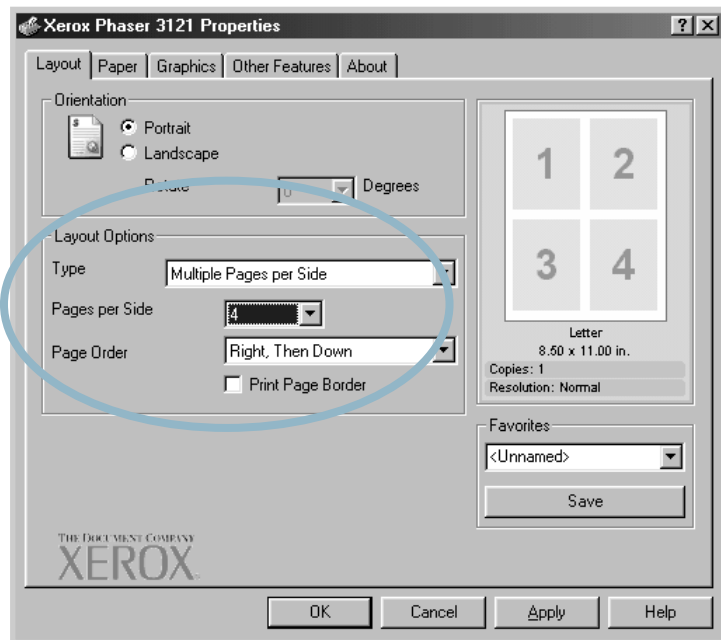 Xerox Phaser 3121 Properties
Layout Paper Graphics Other Features About
Orientation
Portrait
Landscape
Rotate 0 Degrees
Layout Options
Type Multiple Pages per Side
Pages per Side 4
Page Order Right, Then Down
Print Page Border
1 2
3 4
Letter
8.50 x 11.00 in.
Copies: 1
Resolution: Normal
Favorites
<Unnamed>
Save
THE DOCUMENT COMPANY
XEROX
OK Cancel Apply Help